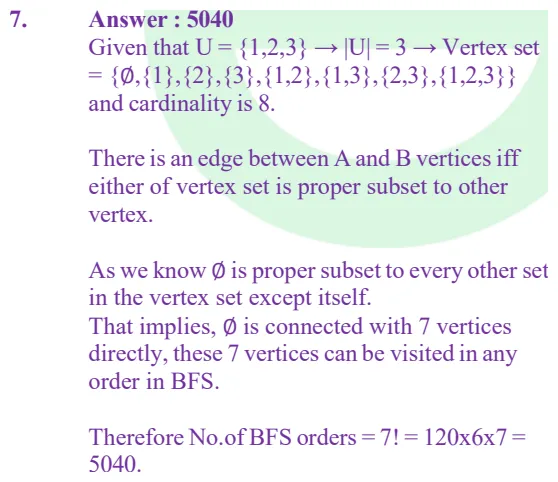 7. Answer : 5040
Given that U = {1,2,3} → |U| = 3 → Vertex set
= {∅,{1},{2},{3},{1,2},{1,3},{2,3},{1,2,3}}
and cardinality is 8.
There is an edge between A and B vertices iff
either of vertex set is proper subset to other
vertex.
As we know ∅ is proper subset to every other set
in the vertex set except itself.
That implies, ∅ is connected with 7 vertices
directly, these 7 vertices can be visited in any
order in BFS.
Therefore No.of BFS orders = 7! = 120x6x7 =
5040.